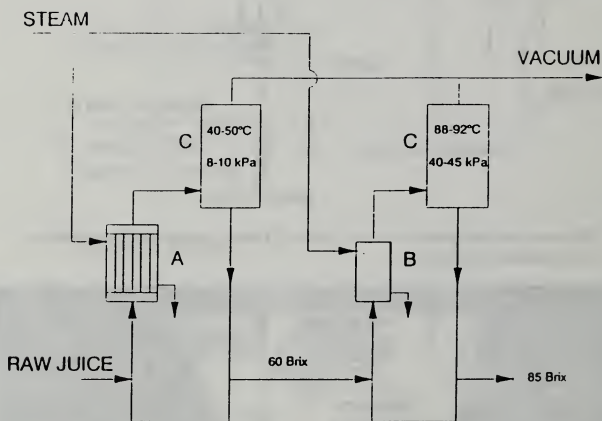 STEAM
VACUUM
C
40-50°C
8-10 kPa
C
88-92°C
40-45 kPa
A
B
RAW JUICE
60 Brix
85 Brix